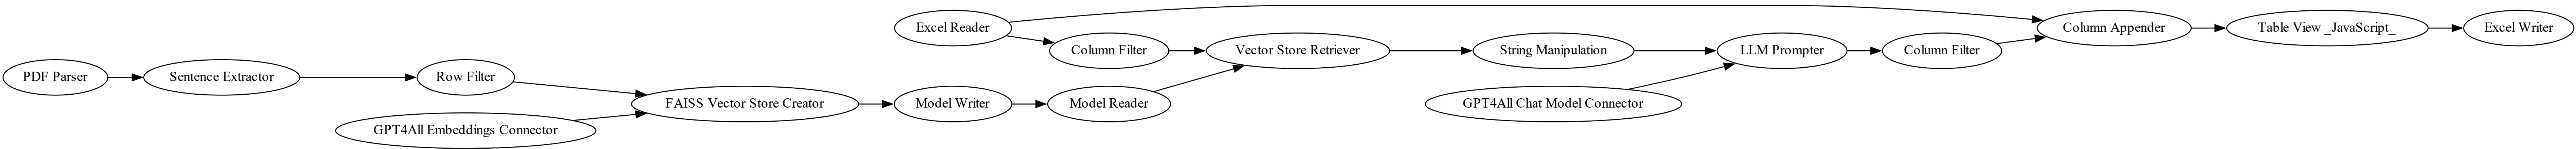 Excel Reader
Column Appender
Table View _JavaScript_
Excel Writer
Column Filter
Vector Store Retriever
String Manipulation
LLM Prompter
Column Filter
PDF Parser
Sentence Extractor
Row Filter
FAISS Vector Store Creator
Model Writer
Model Reader
GPT4All Chat Model Connector
GPT4All Embeddings Connector